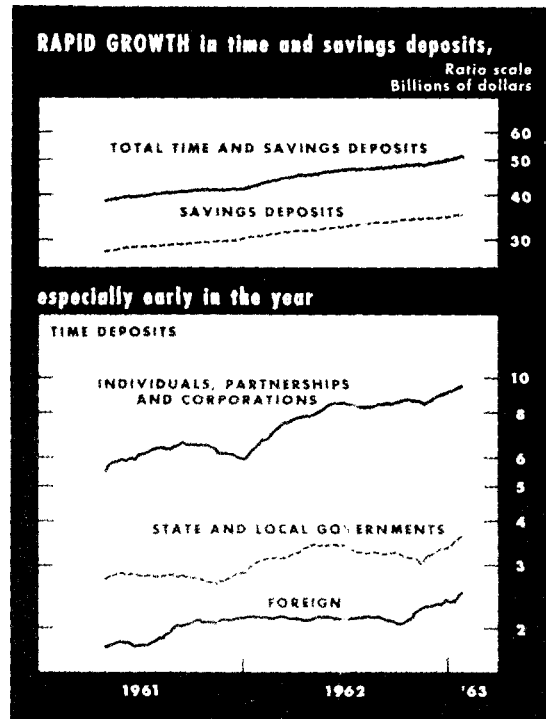 RAPID GROWTH in time and savings deposits,
Ratio scale
Billions of dollars
60
TOTAL TIME AND SAVINGS DEPOSITS
50
40
SAVINGS DEPOSITS
30
especially early in the year
TIME DEPOSITS
INDIVIDUALS, PARTNERSHIPS
AND CORPORATIONS
10
8
6
5
4
STATE AND LOCAL GOVERNMENTS
3
FOREIGN
2
1961
1962
'63